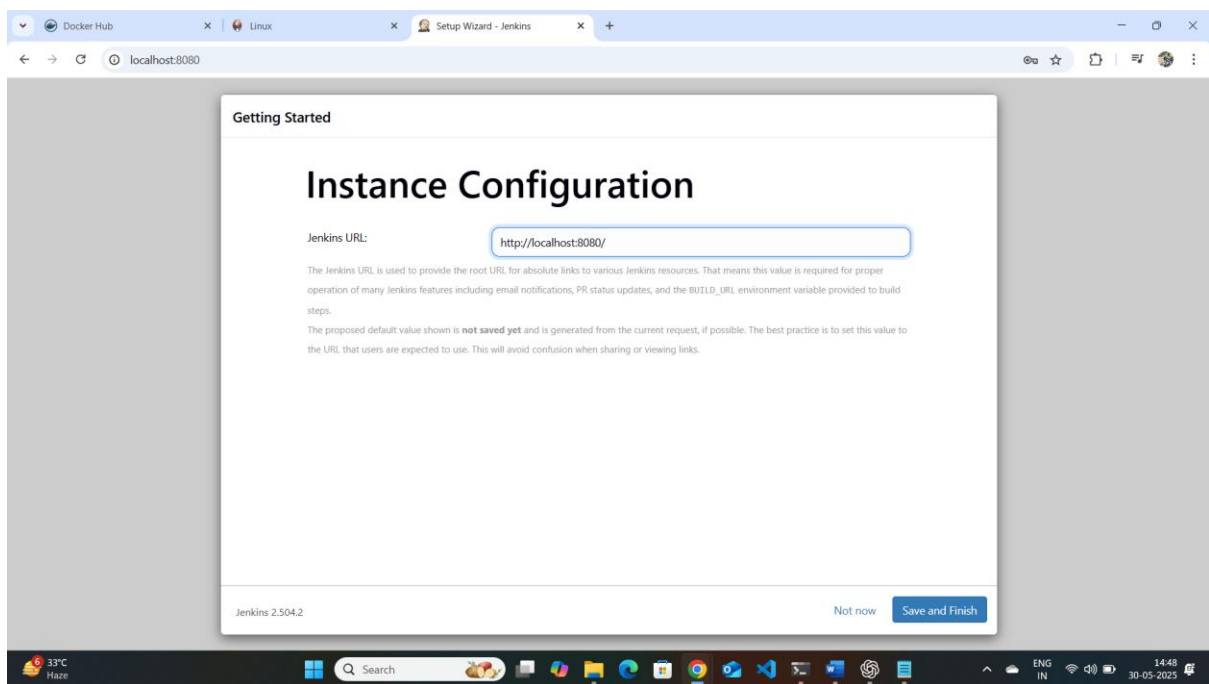 Docker Hub
Linux
Setup Wizard - Jenkins
localhost:8080
Getting Started
Instance Configuration
Jenkins URL:
http://localhost:8080/
The Jenkins URL is used to provide the root URL for absolute links to various Jenkins resources. That means this value is required for proper
operation of many Jenkins features including email notifications, PR status updates, and the BUILD_URL environment variable provided to build
steps.
The proposed default value shown is not saved yet and is generated from the current request, if possible. The best practice is to set this value to
the URL that users are expected to use. This will avoid confusion when sharing or viewing links.
Jenkins 2.504.2
Not now
Save and Finish
6
33°C
Haze
Search
ENG
IN
14:48
30-05-2025